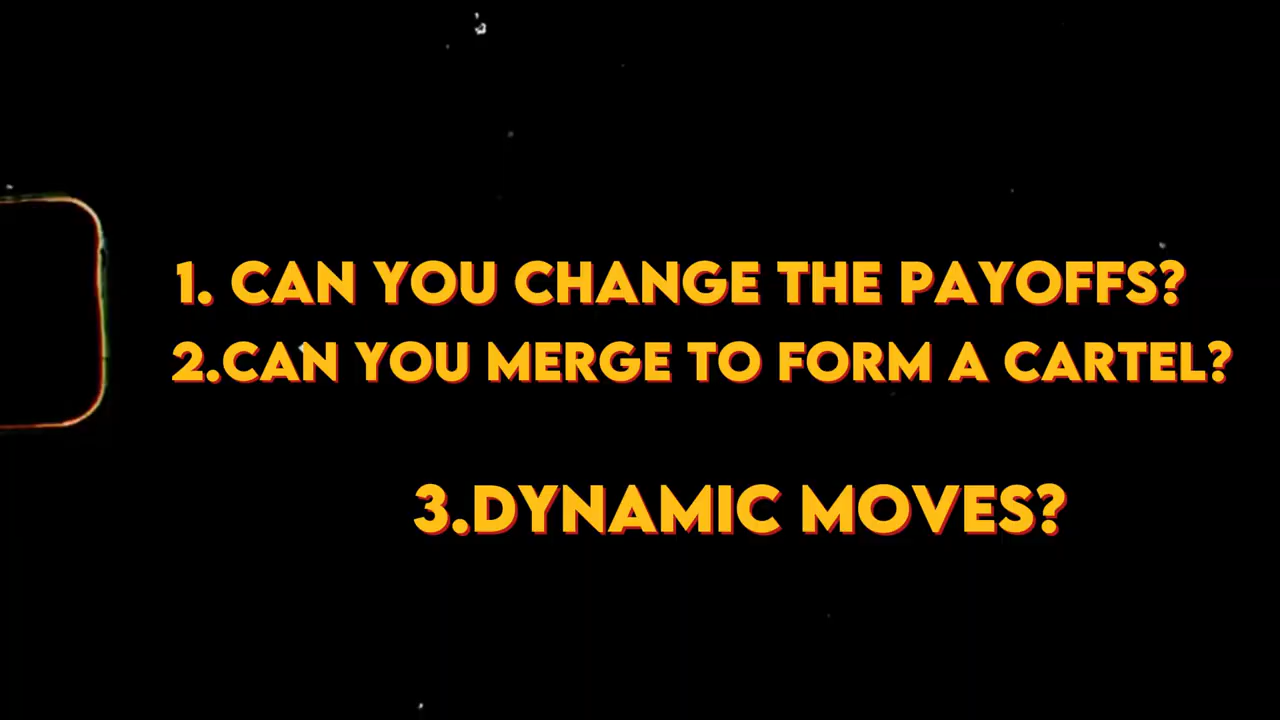 1. CAN YOU CHANGE THE PAYOFFS?
2.CAN YOU MERGE TO FORM A CARTEL?
3.DYNAMIC MOVES?